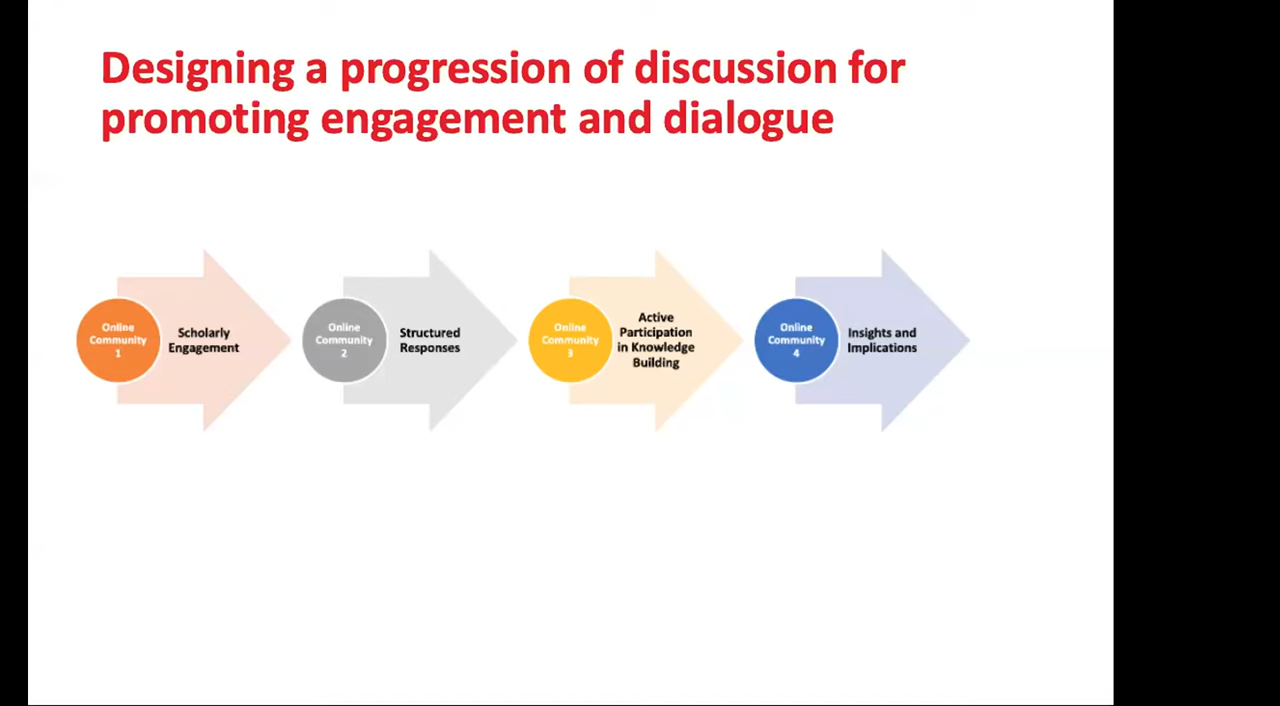 Designing a progression of discussion for
promoting engagement and dialogue
Online
Community
1
Scholarly
Engagement
Online
Community
2
Structured
Responses
Online
Community
3
Active
Participation
in Knowledge
Building
Online
Community
4
Insights and
Implications